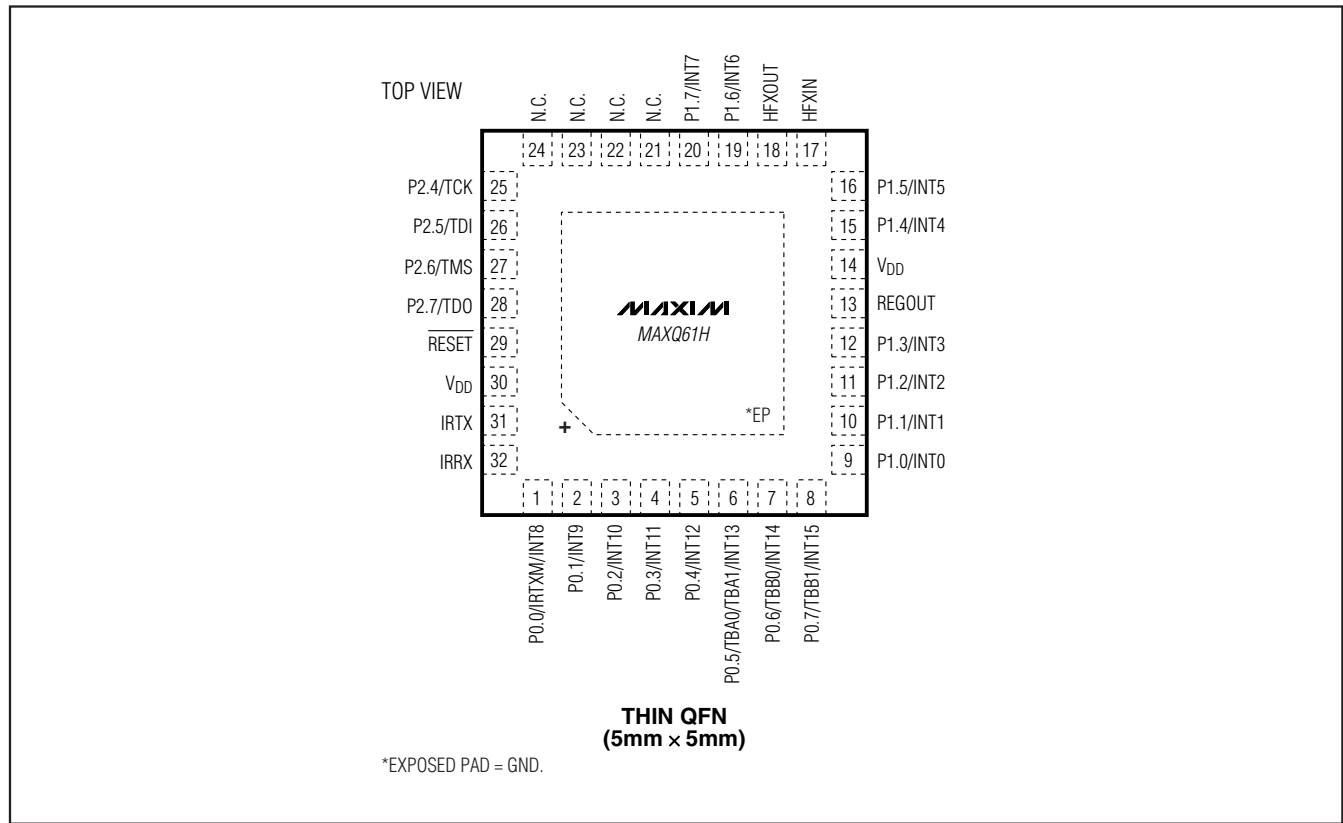 TOP VIEW
N.C.
N.C.
N.C.
N.C.
P1.7/INT7
P1.6/INT6
HFXOUT
HFXIN
24 23 22 21 20 19 18 17
P2.4/TCK 25
P2.5/TDI 26
P2.6/TMS 27
P2.7/TDO 28
RESET 29
VDD 30
IRTX 31
IRRX 32
16 P1.5/INT5
15 P1.4/INT4
14 VDD
13 REGOUT
12 P1.3/INT3
11 P1.2/INT2
10 P1.1/INT1
9 P1.0/INT0
MAXIM
MAXQ61H
*EP
+
1 2 3 4 5 6 7 8
P0.0/IRTXM/INT8
P0.1/INT9
P0.2/INT10
P0.3/INT11
P0.4/INT12
P0.5/TBA0/TBA1/INT13
P0.6/TBB0/INT14
P0.7/TBB1/INT15
THIN QFN
(5mm × 5mm)
*EXPOSED PAD = GND.